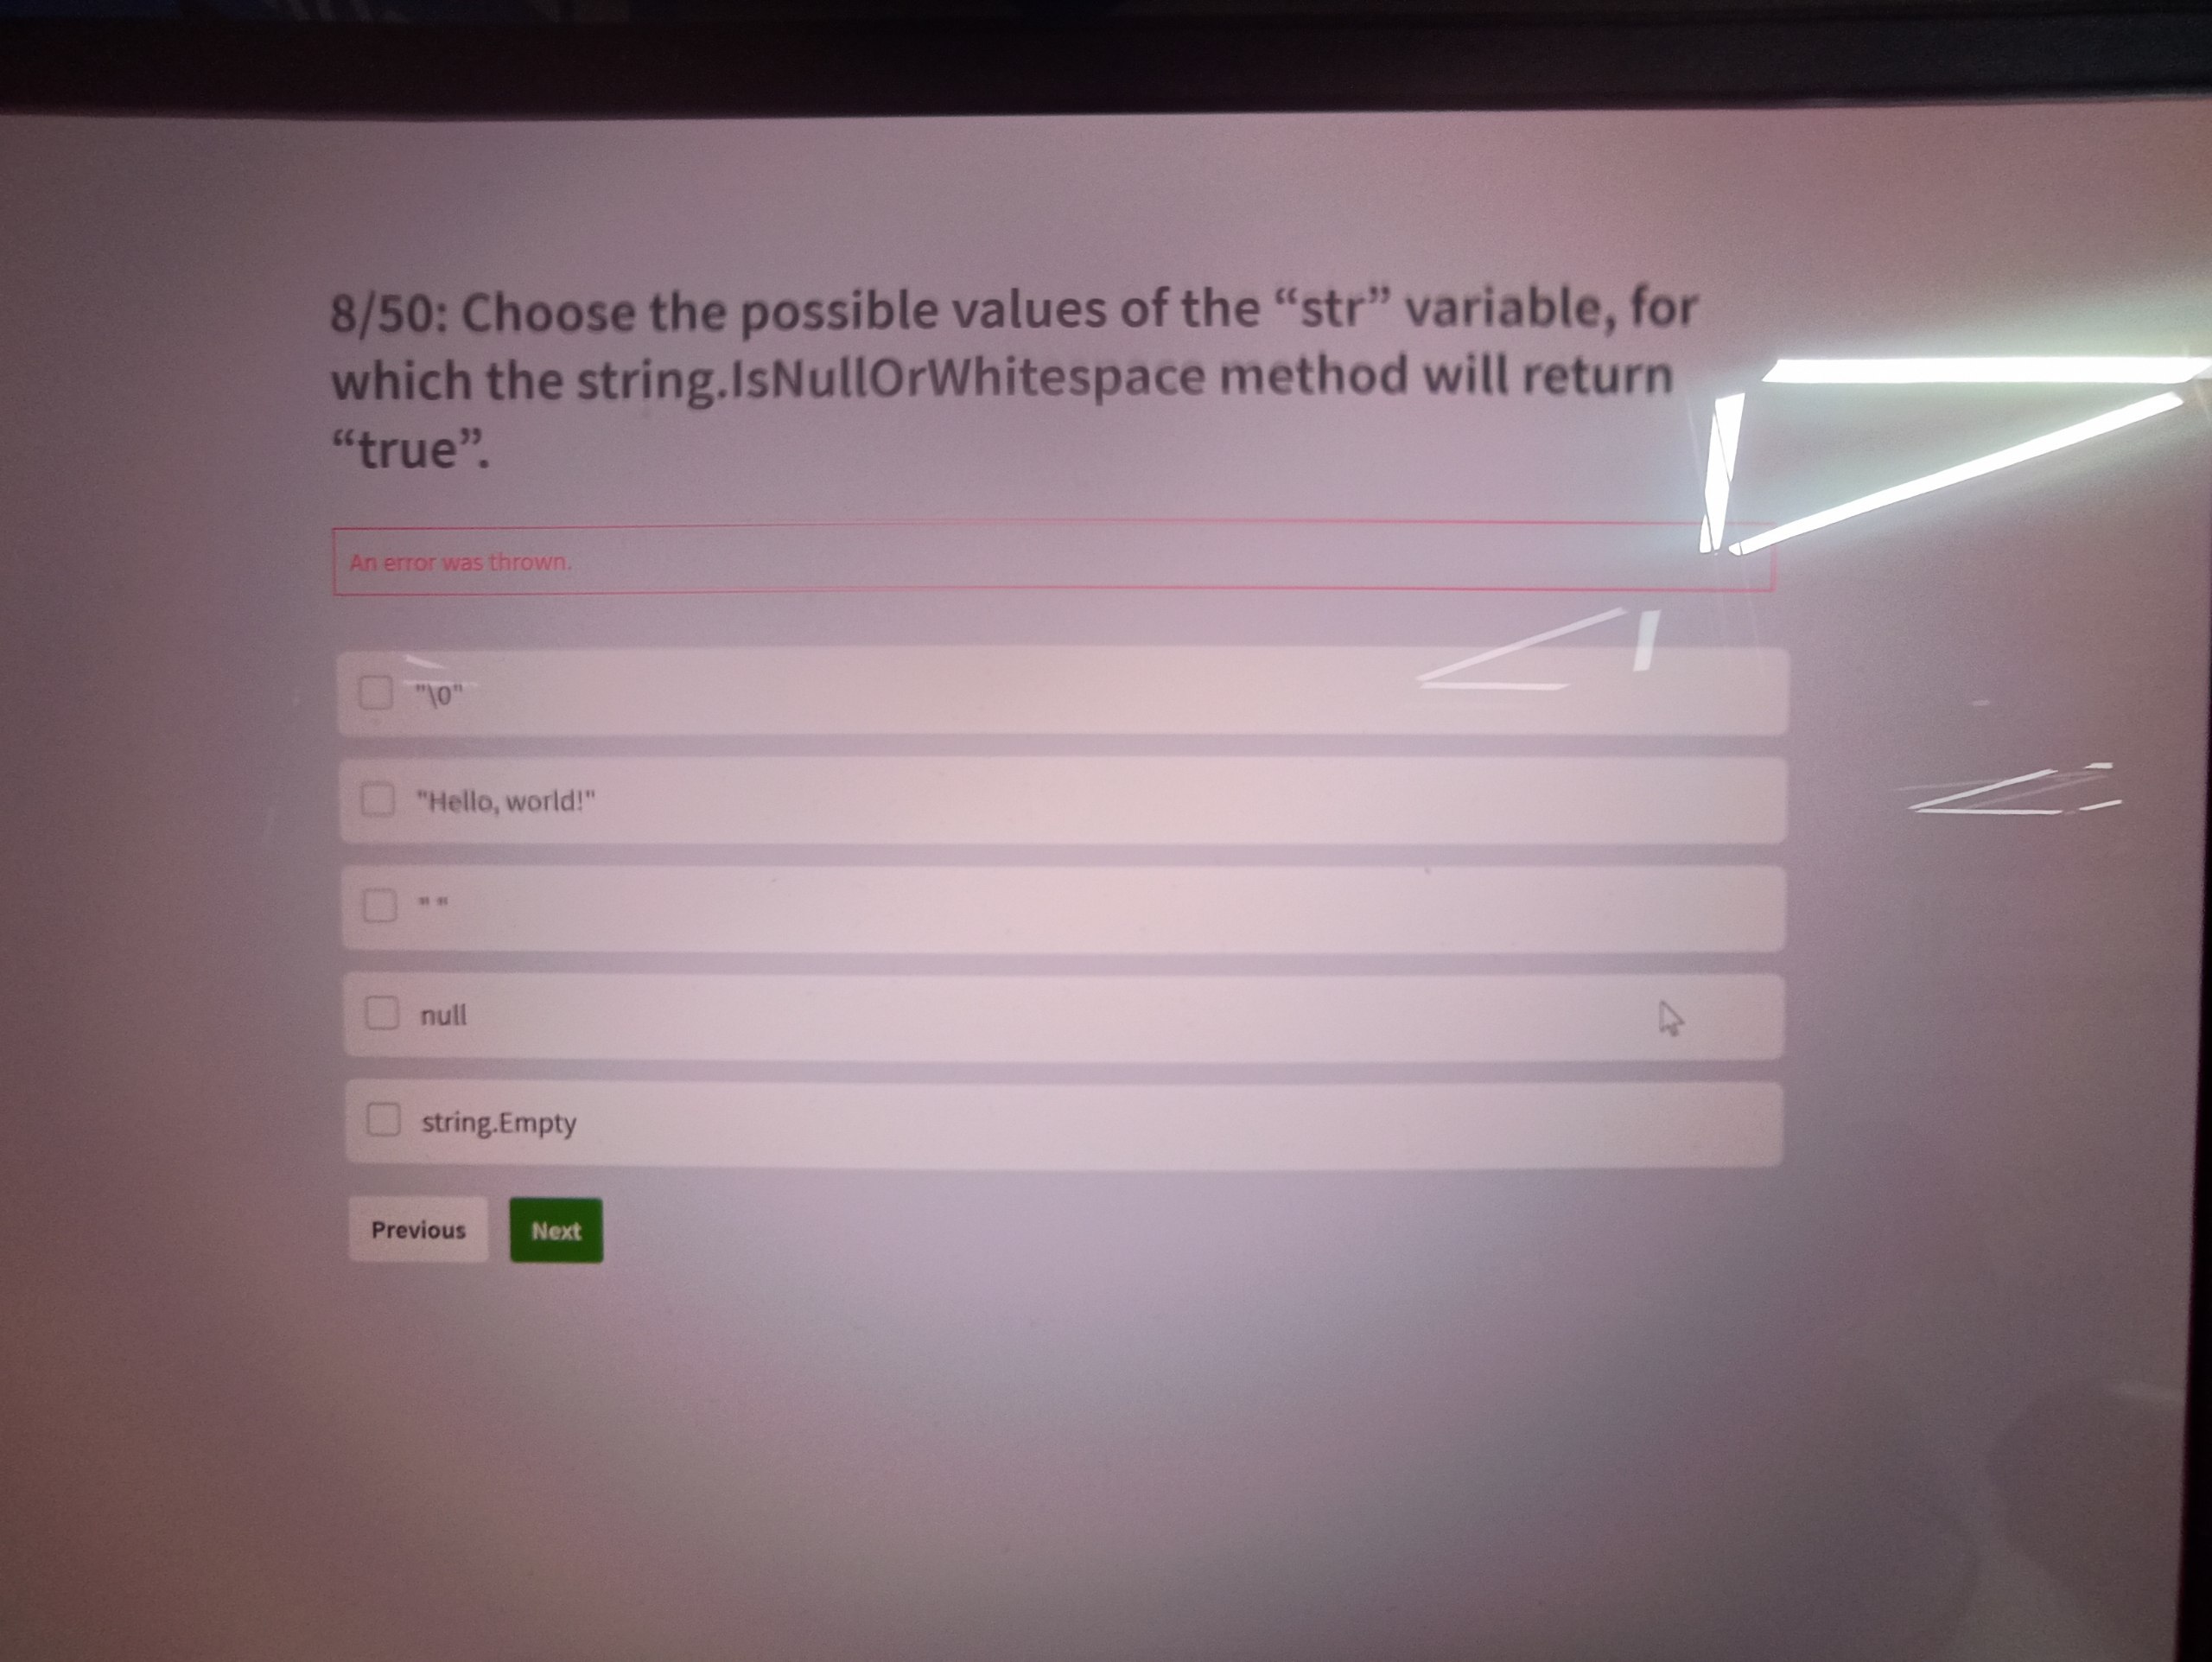 8/50: Choose the possible values of the “str” variable, for
which the string.IsNullOrWhitespace method will return
“true”.
An error was thrown.
"\0"
"Hello, world!"
" "
null
string.Empty
Previous
Next